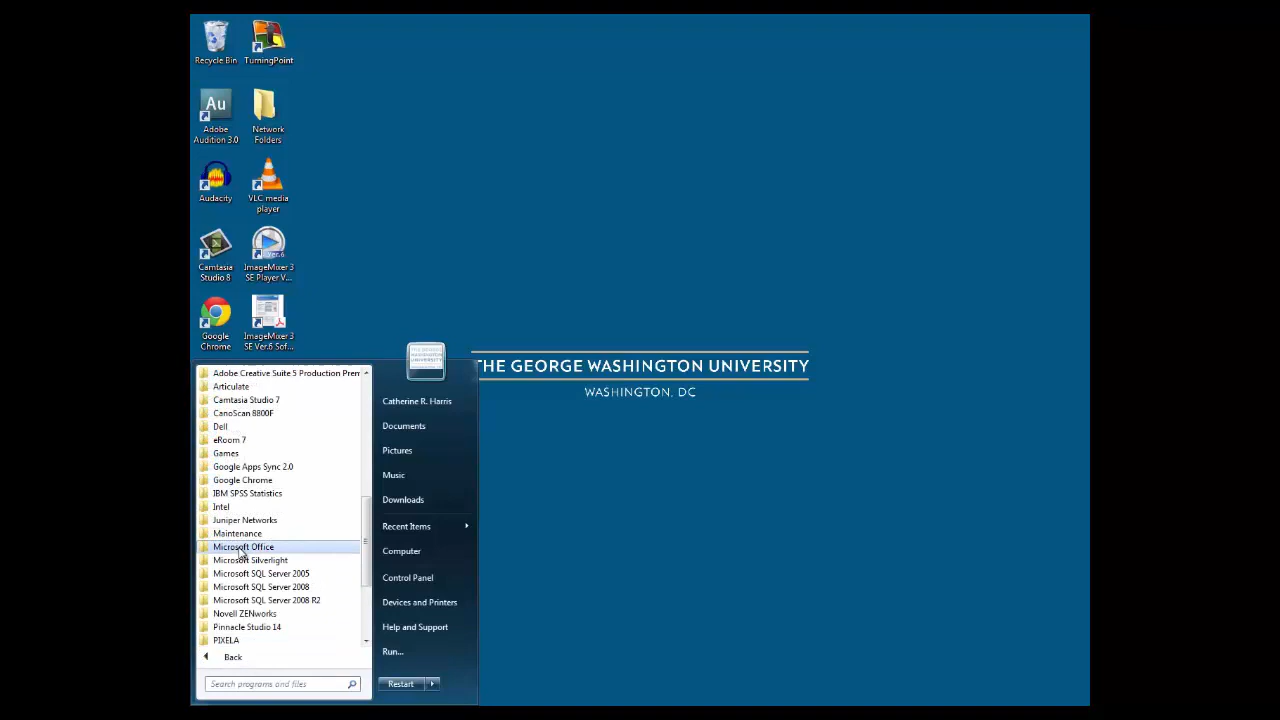 Recycle Bin
TurningPoint
Au
Adobe
Audition 3.0
Network
Folders
Audacity
VLC media
player
Camtasia
Studio 8
ImageMixer 3
SE Player V...
Google
Chrome
ImageMixer 3
SE Ver.6 Sof...
THE GEORGE WASHINGTON UNIVERSITY
WASHINGTON, DC
Adobe Creative Suite 5 Production Prem
Articulate
Camtasia Studio 7
CanoScan 8800F
Dell
eRoom 7
Games
Google Apps Sync 2.0
Google Chrome
IBM SPSS Statistics
Intel
Juniper Networks
Maintenance
Microsoft Office
Microsoft Silverlight
Microsoft SQL Server 2005
Microsoft SQL Server 2008
Microsoft SQL Server 2008 R2
Novell ZENworks
Pinnacle Studio 14
PIXELA
Back
Search programs and files
Catherine R. Harris
Documents
Pictures
Music
Downloads
Recent Items
Computer
Control Panel
Devices and Printers
Help and Support
Run...
Restart